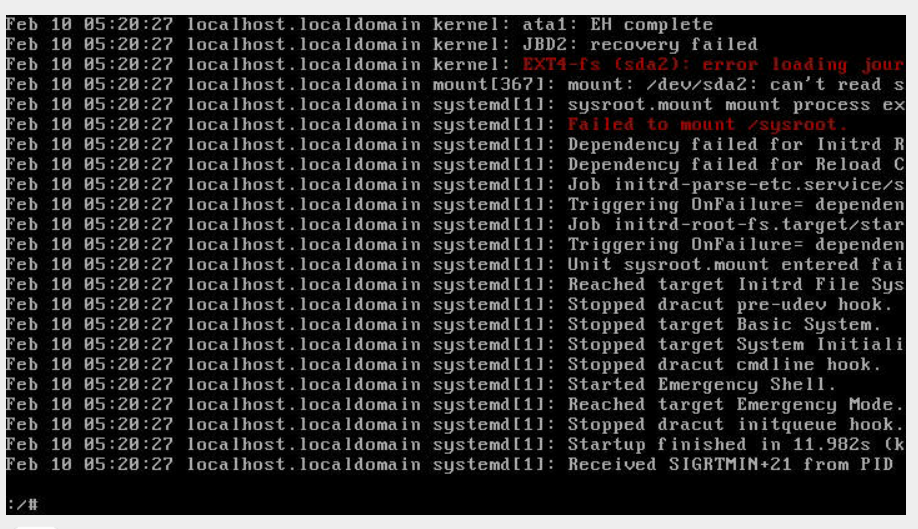 Feb 10 05:20:27 localhost.localdomain kernel: ata1: EH complete
Feb 10 05:20:27 localhost.localdomain kernel: JBD2: recovery failed
Feb 10 05:20:27 localhost.localdomain kernel: EXT4-fs (sda2): error loading jour
Feb 10 05:20:27 localhost.localdomain mount[367]: mount: /dev/sda2: can't read s
Feb 10 05:20:27 localhost.localdomain systemd[1]: sysroot.mount mount process ex
Feb 10 05:20:27 localhost.localdomain systemd[1]: Failed to mount /sysroot.
Feb 10 05:20:27 localhost.localdomain systemd[1]: Dependency failed for Initrd R
Feb 10 05:20:27 localhost.localdomain systemd[1]: Dependency failed for Reload C
Feb 10 05:20:27 localhost.localdomain systemd[1]: Job initrd-parse-etc.service/s
Feb 10 05:20:27 localhost.localdomain systemd[1]: Triggering OnFailure= dependen
Feb 10 05:20:27 localhost.localdomain systemd[1]: Job initrd-root-fs.target/star
Feb 10 05:20:27 localhost.localdomain systemd[1]: Triggering OnFailure= dependen
Feb 10 05:20:27 localhost.localdomain systemd[1]: Unit sysroot.mount entered fai
Feb 10 05:20:27 localhost.localdomain systemd[1]: Reached target Initrd File Sys
Feb 10 05:20:27 localhost.localdomain systemd[1]: Stopped dracut pre-udev hook.
Feb 10 05:20:27 localhost.localdomain systemd[1]: Stopped target Basic System.
Feb 10 05:20:27 localhost.localdomain systemd[1]: Stopped target System Initiali
Feb 10 05:20:27 localhost.localdomain systemd[1]: Stopped dracut cmdline hook.
Feb 10 05:20:27 localhost.localdomain systemd[1]: Started Emergency Shell.
Feb 10 05:20:27 localhost.localdomain systemd[1]: Reached target Emergency Mode.
Feb 10 05:20:27 localhost.localdomain systemd[1]: Stopped dracut initqueue hook.
Feb 10 05:20:27 localhost.localdomain systemd[1]: Startup finished in 11.982s (k
Feb 10 05:20:27 localhost.localdomain systemd[1]: Received SIGRTMIN+21 from PID
:/#